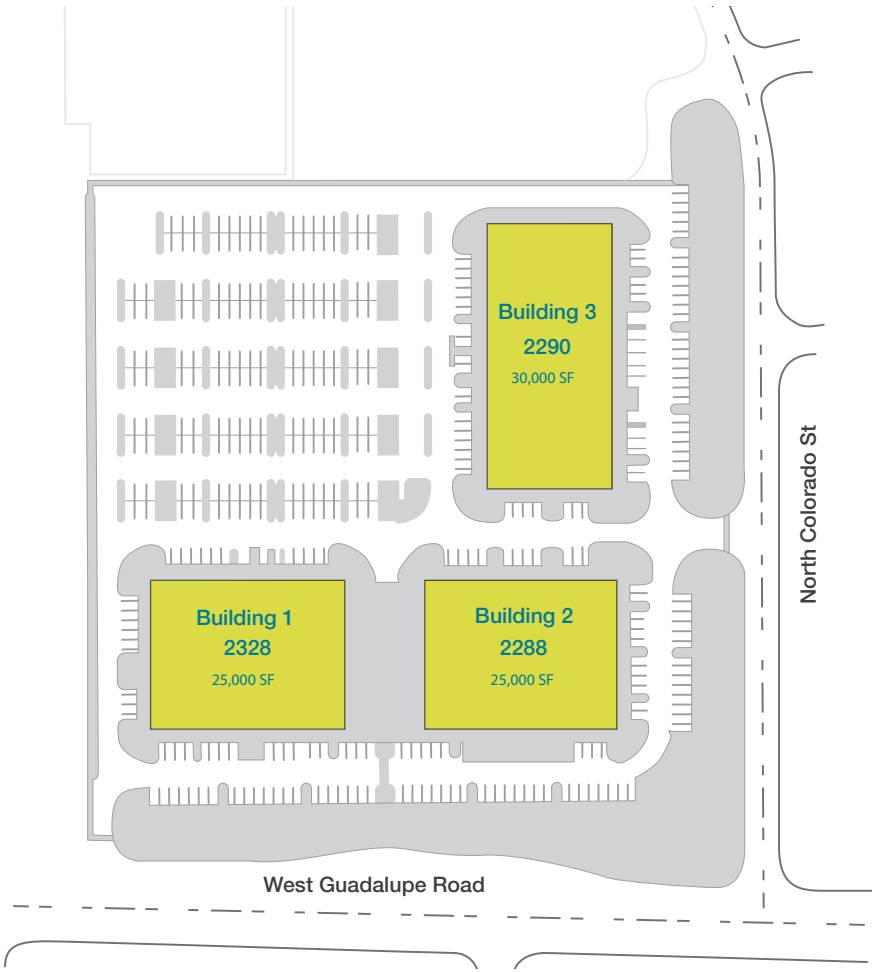 Building 3
2290
30,000 SF
North Colorado St
Building 1
2328
25,000 SF
Building 2
2288
25,000 SF
West Guadalupe Road